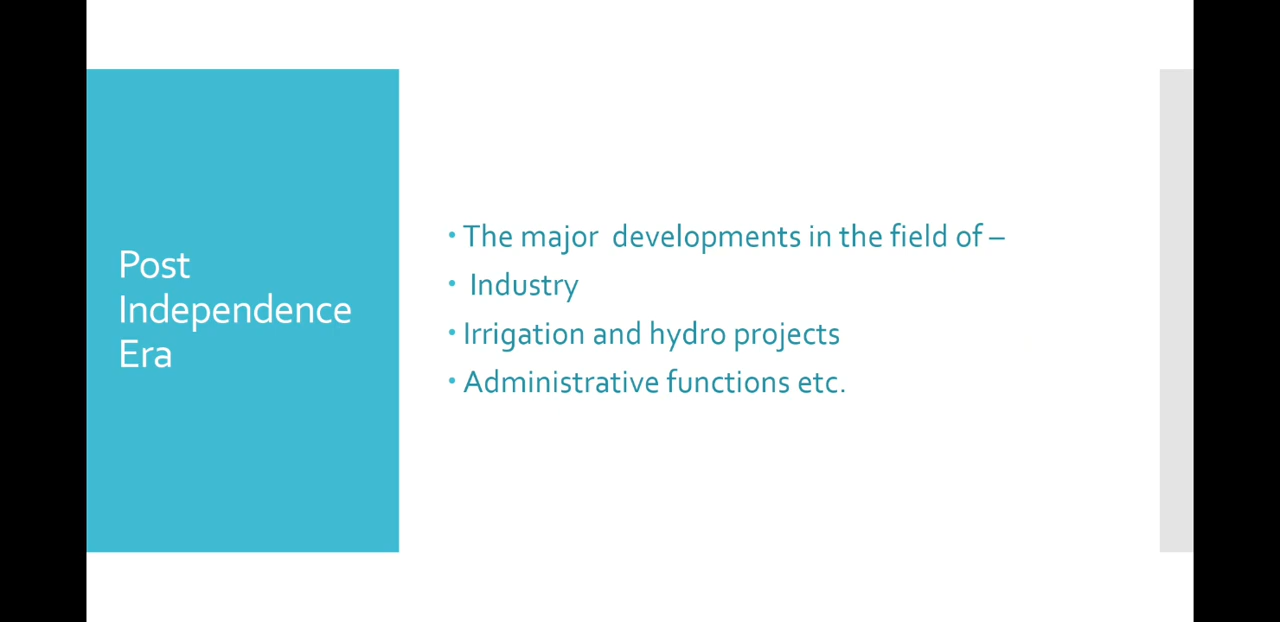 Post
Independence
Era
• The major  developments in the field of –
•  Industry
• Irrigation and hydro projects
• Administrative functions etc.